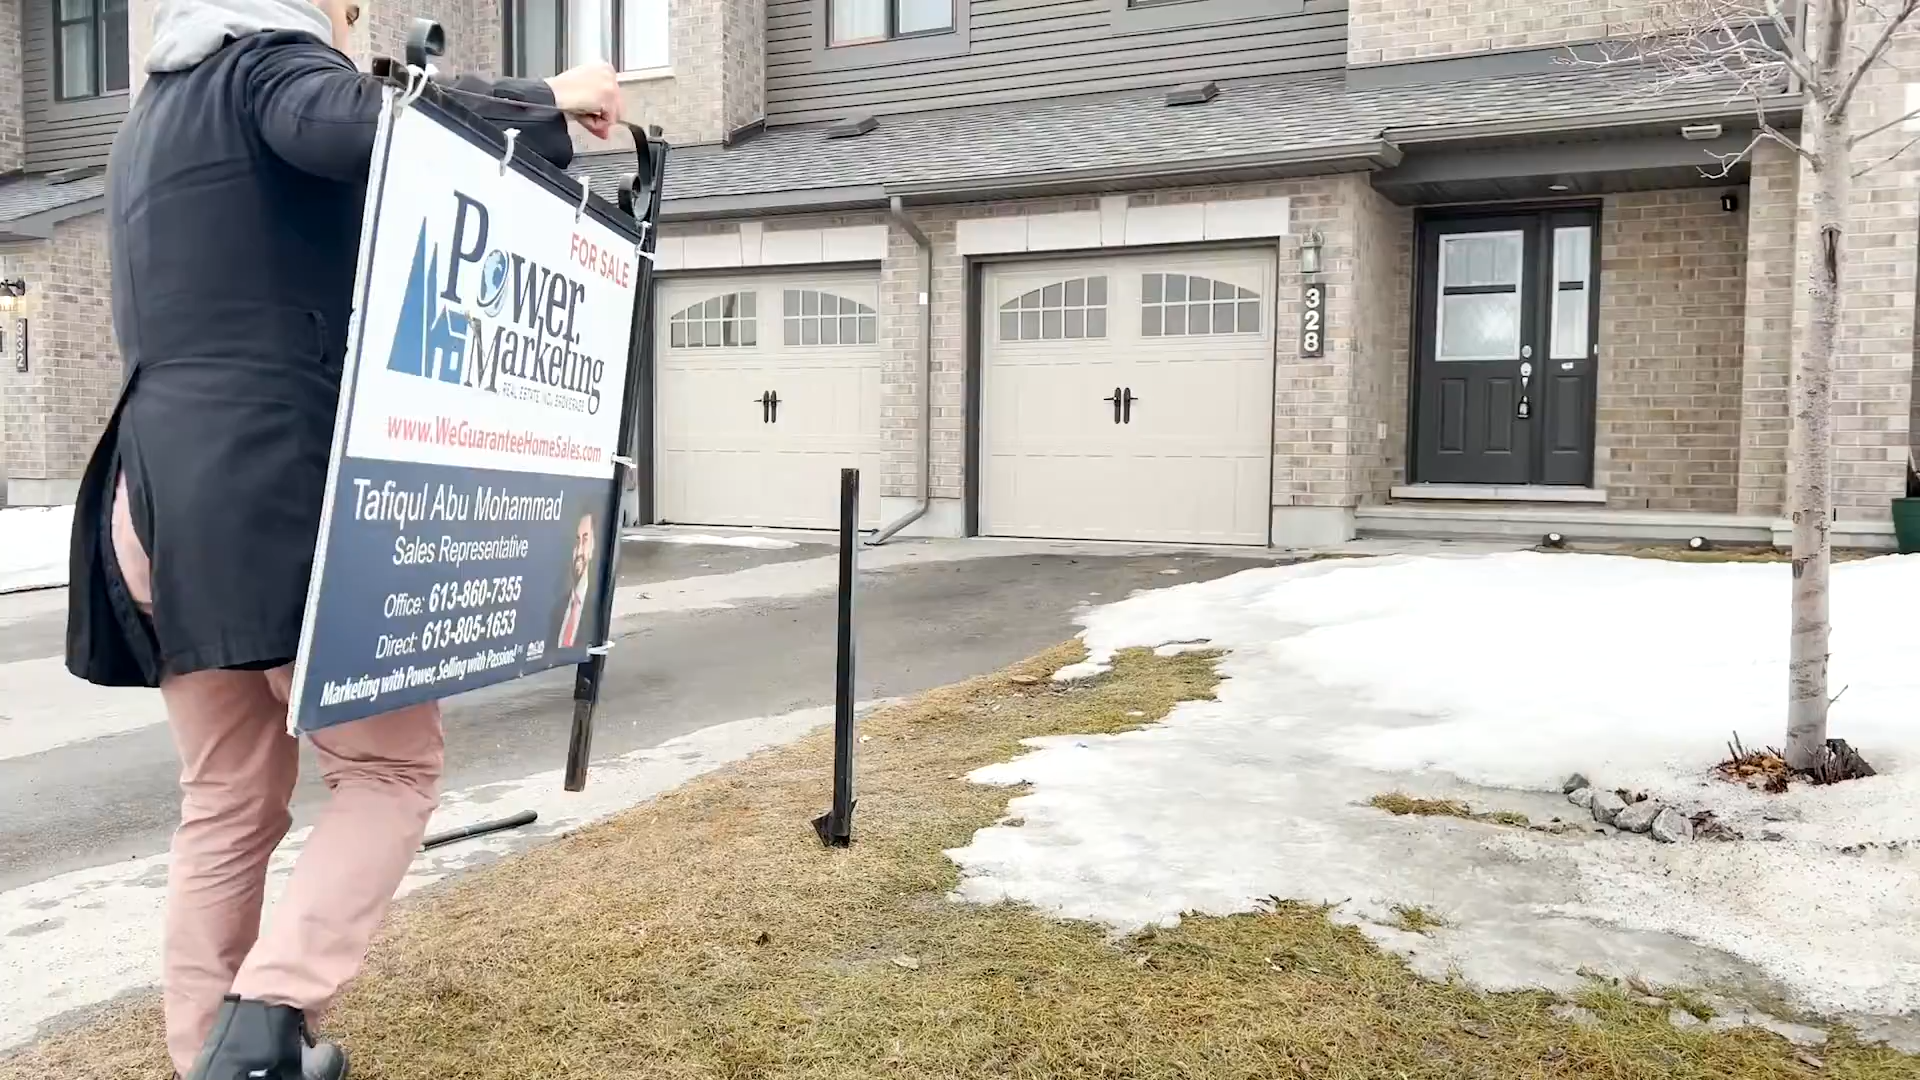 FOR SALE
Power
Marketing
REAL ESTATE INC., BROKERAGE
www.WeGuaranteeHomeSales.com
Tafiqul Abu Mohammad
Sales Representative
Office: 613-860-7355
Direct: 613-805-1653
Marketing with Power, Selling with Passion!
328
332